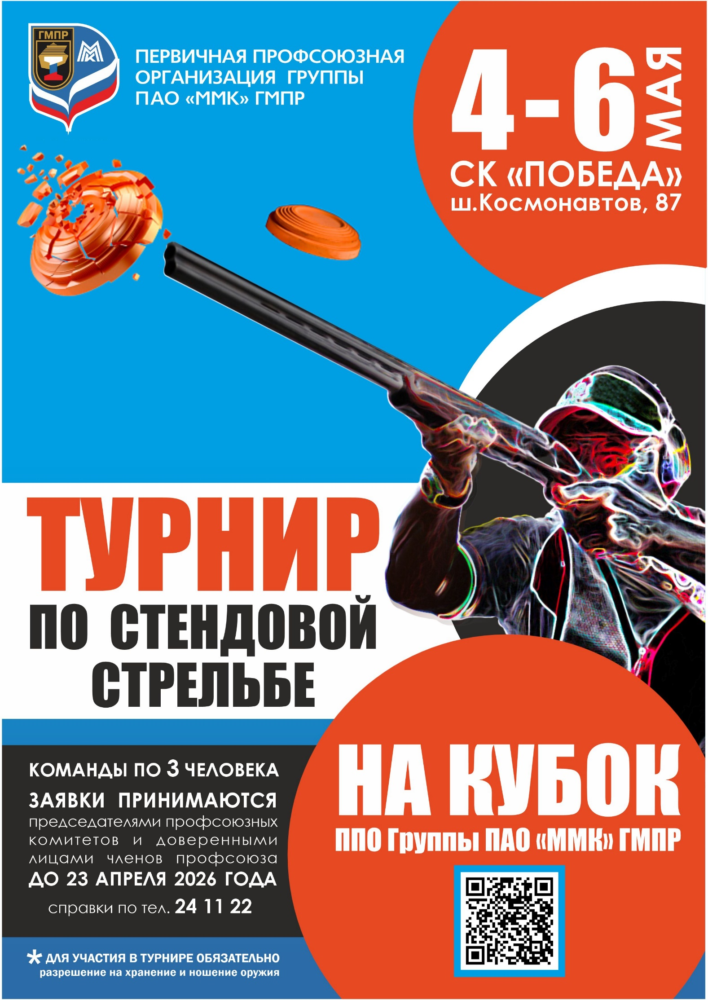 ГМПР
ММК
ПЕРВИЧНАЯ ПРОФСОЮЗНАЯ
ОРГАНИЗАЦИЯ ГРУППЫ
ПАО «ММК» ГМПР
4-6 МАЯ
СК «ПОБЕДА»
ш.Космонавтов, 87
ТУРНИР
ПО СТЕНДОВОЙ
СТРЕЛЬБЕ
НА КУБОК
ППО Группы ПАО «ММК» ГМПР
КОМАНДЫ ПО 3 ЧЕЛОВЕКА
ЗАЯВКИ ПРИНИМАЮТСЯ
председателями профсоюзных
комитетов и доверенными
лицами членов профсоюза
ДО 23 АПРЕЛЯ 2026 ГОДА
справки по тел. 24 11 22
* ДЛЯ УЧАСТИЯ В ТУРНИРЕ ОБЯЗАТЕЛЬНО
разрешение на хранение и ношение оружия